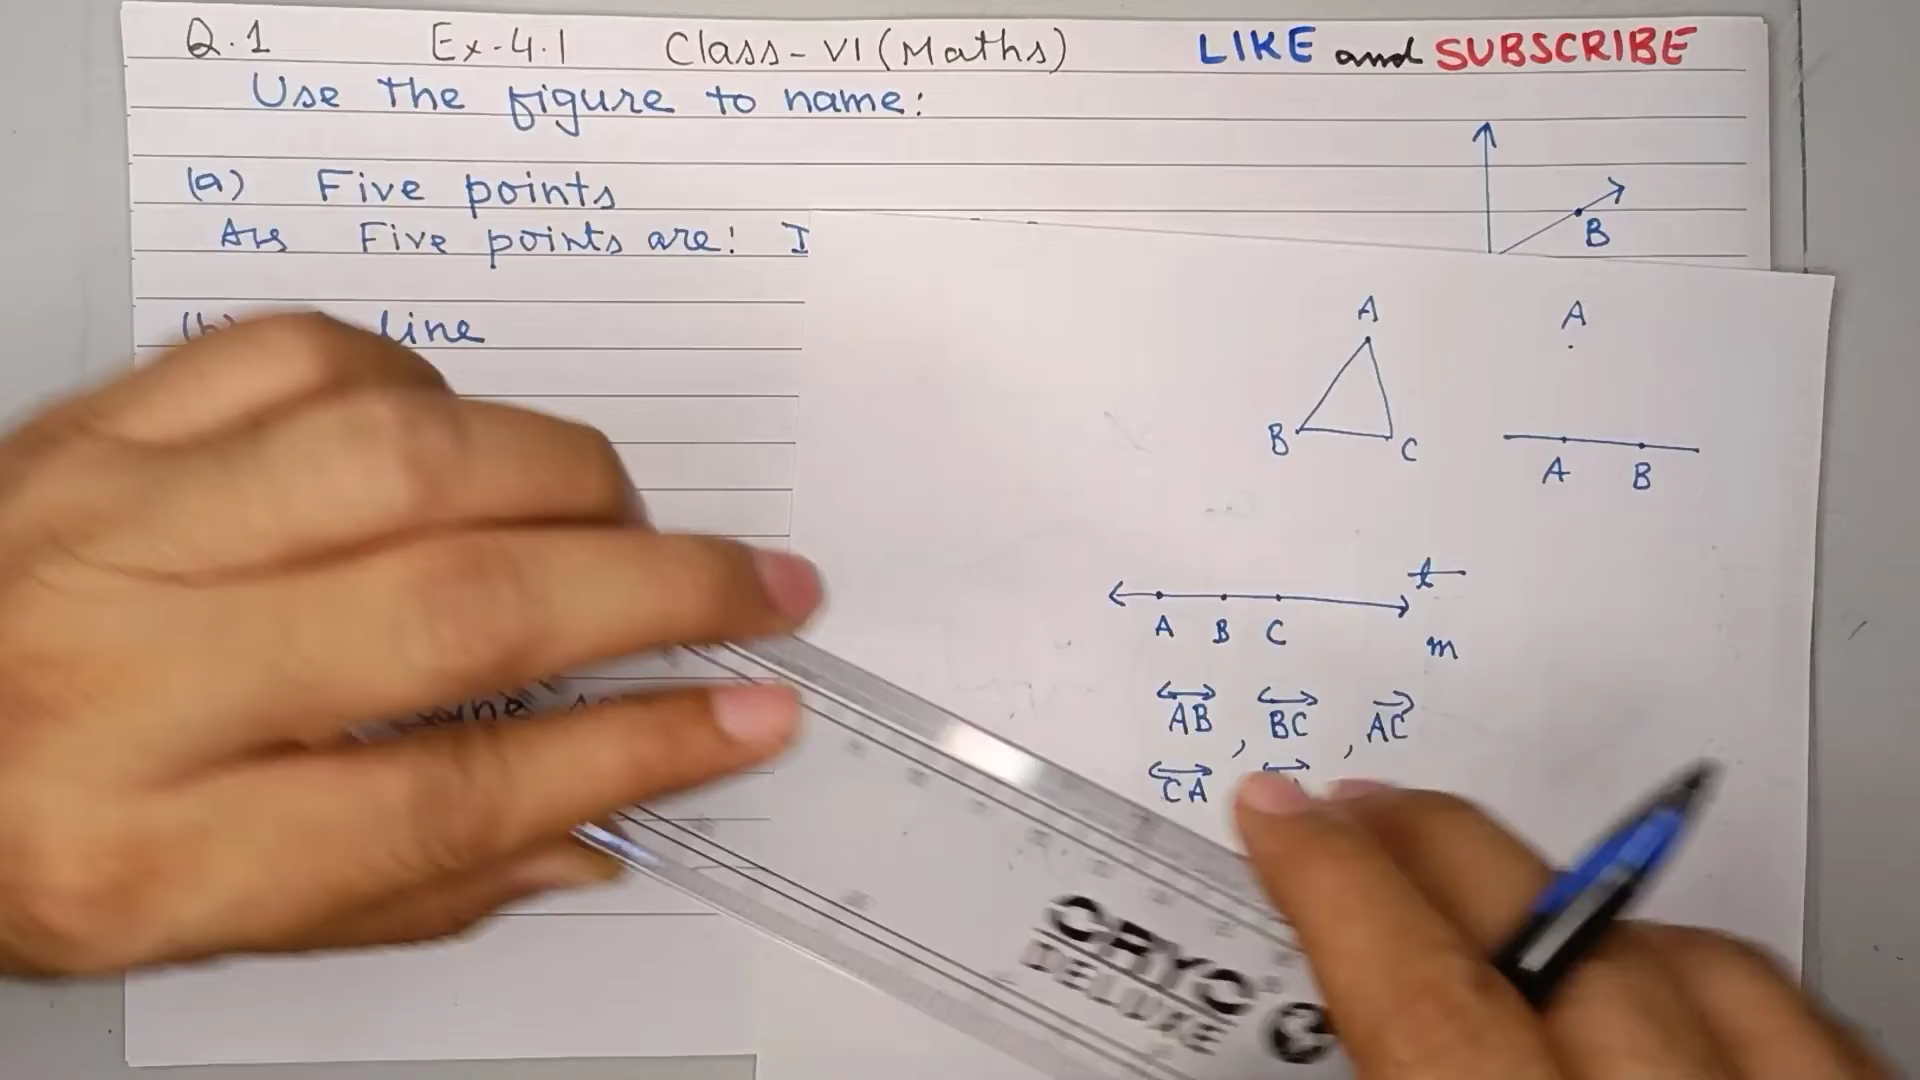 Q.1 Ex-4.1 Class-VI (Maths) LIKE and SUBSCRIBE
Use the figure to name:
(a) Five points
Ans Five points are:
B
line
A
B C
A
A B
A B C
l
m
AB, BC, AC
CA
CRYO
DELUXE